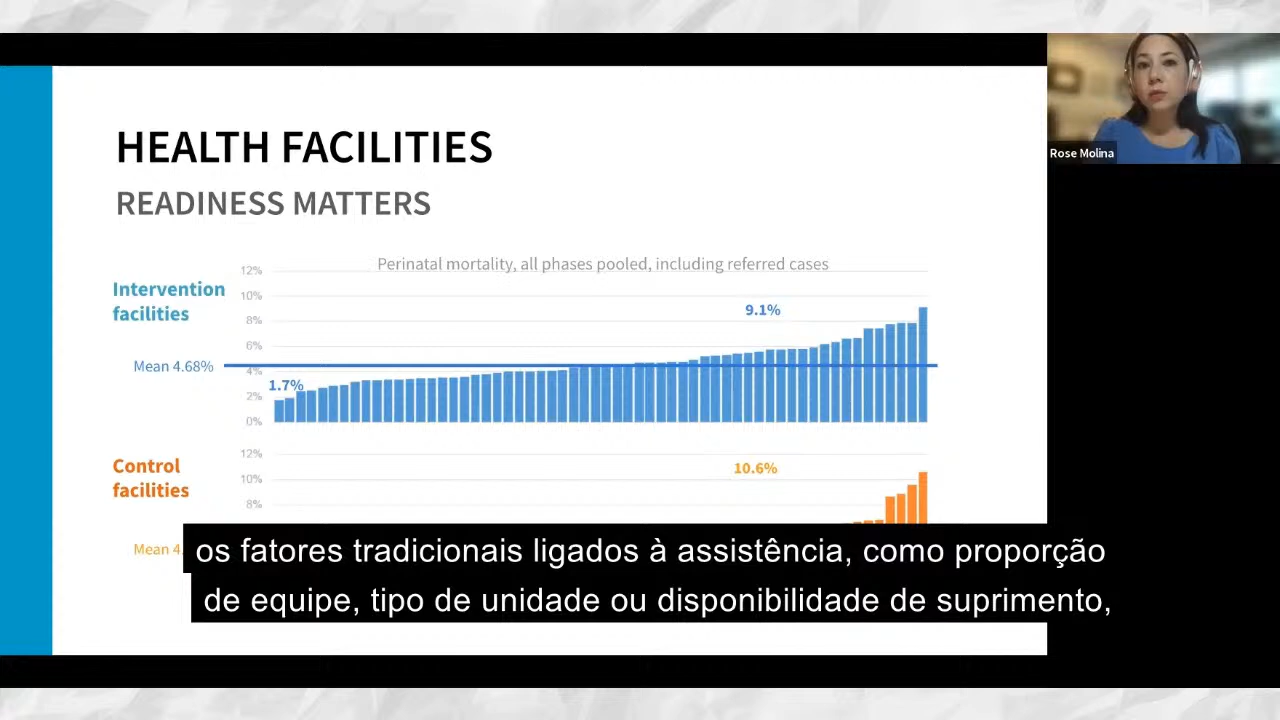 HEALTH FACILITIES
READINESS MATTERS
Perinatal mortality, all phases pooled, including referred cases
Intervention
facilities
12%
10%
8%
6%
4%
2%
0%
9.1%
Mean 4.68%
1.7%
Control
facilities
12%
10%
8%
10.6%
Mean 4.
os fatores tradicionais ligados à assistência, como proporção
de equipe, tipo de unidade ou disponibilidade de suprimento,
Rose Molina